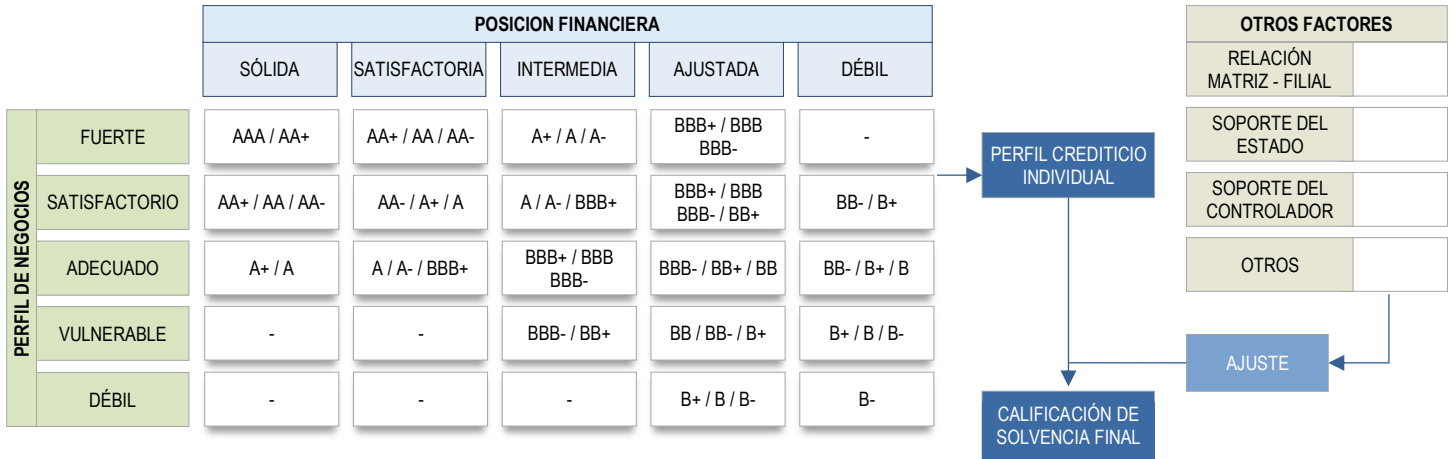 POSICION FINANCIERA
SÓLIDA
SATISFACTORIA
INTERMEDIA
AJUSTADA
DÉBIL
PERFIL DE NEGOCIOS
FUERTE
AAA / AA+
AA+ / AA / AA-
A+ / A / A-
BBB+ / BBB
BBB-
-
SATISFACTORIO
AA+ / AA / AA-
AA- / A+ / A
A / A- / BBB+
BBB+ / BBB
BBB- / BB+
BB- / B+
ADECUADO
A+ / A
A / A- / BBB+
BBB+ / BBB
BBB-
BBB- / BB+ / BB
BB- / B+ / B
VULNERABLE
-
-
BBB- / BB+
BB / BB- / B+
B+ / B / B-
DÉBIL
-
-
-
B+ / B / B-
B-
PERFIL CREDITICIO
INDIVIDUAL
OTROS FACTORES
RELACIÓN
MATRIZ - FILIAL
SOPORTE DEL
ESTADO
SOPORTE DEL
CONTROLADOR
OTROS
AJUSTE
CALIFICACIÓN DE
SOLVENCIA FINAL